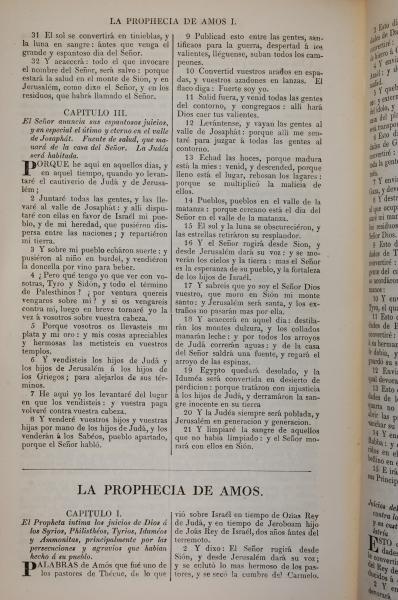 LA PROPHECIA DE AMOS I.
31 El sol se convertirá en tinieblas, y
la luna en sangre: ántes que venga el
grande y espantoso dia del Señor.
32 Y acaecerá: todo el que invocare
el nombre del Señor, será salvo: porque
estará la salud en el monte de Sion, y en
Jerusalém, como dixo el Señor, y en los
residuos, que habrá llamado el Señor.
CAPITULO III.
El Señor anuncia sus espantosos juicios,
y en especial el último y eterno en el valle
de Josaphát. Fuente de salud, que ma-
nará de la casa del Señor. La Judéa
será habitada.
PORQUE he aquí en aquellos dias, y
en aquel tiempo, quando yo levan-
taré el cautiverio de Judá y de Jerusa-
lém;
2 Juntaré todas las gentes, y las lle-
varé al valle de Josaphát: y allí dispu-
taré con ellas en favor de Israél mi pue-
blo, y de mi heredad, que pusiéron dis-
persa entre las naciones; y repartiéron
mi tierra.
3 Y sobre mi pueblo echáron suerte: y
pusiéron al niño en burdel, y vendiéron
la doncella por vino para beber.
4 ¿Pero qué tengo yo que ver con vo-
sotras, Tyro y Sidón, y todo el término
de Palesthinos? ¿por ventura quereis
vengaros sobre mí? y si os vengareis
contra mí, luego en breve tornaré yo la
vez á vosotros sobre vuestra cabeza.
5 Porque vosotros os llevasteis mi
plata y mi oro: y mis cosas apreciables
y hermosas las metisteis en vuestros
templos.
6 Y vendisteis los hijos de Judá y
los hijos de Jerusalém á los hijos de
los Griegos; para alejarlos de sus tér-
minos.
7 He aquí yo los levantaré del lugar
en que los vendisteis: y vuestra paga
volveré contra vuestra cabeza.
8 Y venderé vuestros hijos y vuestras
hijas por mano de los hijos de Judá, y los
venderán á los Sabéos, pueblo apartado,
porque el Señor habló.
9 Publicad esto entre las gentes, san-
tificaos para la guerra, despertad á los
valientes, lléguense, suban todos los cam-
peones.
10 Convertid vuestros arados en espa-
das, y vuestros azadones en lanzas. El
flaco diga: Fuerte soy yo.
11 Salid fuera, y venid todas las gentes
del contorno, y congregaos: allí hará
Dios caer tus valientes.
12 Levántense, y vayan las gentes
al valle de Josaphát: porque allí me sen-
taré para juzgar á todas las gentes al
contorno.
13 Echad las hoces, porque madura
está la mies: venid, y descended, porque
lleno está el lagar, rebosan los lagares:
porque se multiplicó la malicia de
ellos.
14 Pueblos, pueblos en el valle de la
matanza: porque cercano está el dia del
Señor en el valle de la matanza.
15 El sol y la luna se obscureciéron, y
las estrellas retiráron su resplandor.
16 Y el Señor rugirá desde Sion, y
desde Jerusalém dará su voz: y se mo-
verán los cielos y la tierra: mas el Señor
es la esperanza de su pueblo, y la fortaleza
de los hijos de Israél.
17 Y sabreis que yo soy el Señor Dios
vuestro, que moro en Sión mi monte
santo: y Jerusalém será santa, y los ex-
traños no pasarán mas por ella.
18 Y acaecerá en aquel dia: destila-
rán los montes dulzura, y los collados
manarán leche: y por todos los arroyos
de Judá correrán aguas: y de la casa
del Señor saldrá una fuente, y regará el
arroyo de las espinas.
19 Egypto quedará desolado, y la
Iduméa será convertida en desierto de
perdicion: porque tratáron con injusticia
á los hijos de Judá, y derramáron la san-
gre inocente en su tierra
20 Y la Judéa siempre será poblada, y
Jerusalém en generacion y generacion.
21 Y limpiaré la sangre de aquellos
que no habia limpiado: y el Señor mo-
rará con ellos en Sión.
LA PROPHECIA DE AMOS.
CAPITULO I.
El Propheta intima los juicios de Dios á
los Syrios, Philisthéos, Tyrios, Iduméos
y Ammonitas, principalmente por las
persecuciones y agravios que habian
hecho á su pueblo.
PALABRAS de Amós que fué uno de
los pastores de Thécue, de lo que
vió sobre Israél en tiempo de Ozías Rey
de Judá, y en tiempo de Jeroboam hijo
de Joás Rey de Israél, dos años ántes del
terremoto.
2 Y dixo: El Señor rugirá desde
Sión, y desde Jerusalém dará su voz;
y se enlutó lo mas hermoso de los pas-
tores, y se secó la cumbre del Carmelo.